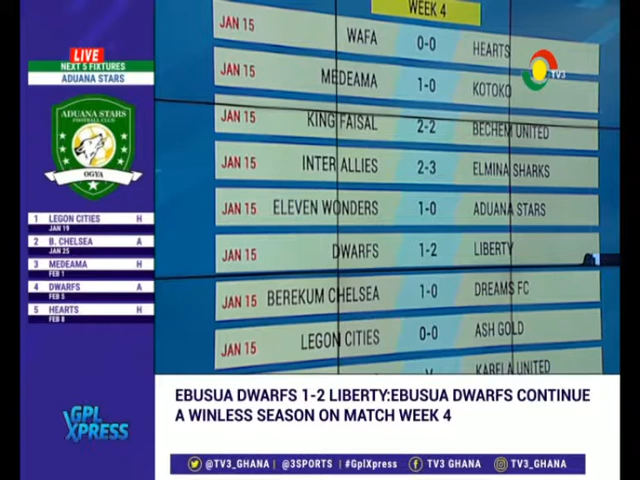 LIVE
NEXT 5 FIXTURES
ADUANA STARS
ADUANA STARS
FOOTBALL CLUB
OGYA
1 LEGON CITIES H
JAN 19
2 B. CHELSEA A
JAN 25
3 MEDEAMA H
FEB 1
4 DWARFS A
FEB 5
5 HEARTS H
FEB 8
GPL
XPRESS
WEEK 4
JAN 15 WAFA 0-0 HEARTS
JAN 15 MEDEAMA 1-0 KOTOKO
JAN 15 KING FAISAL 2-2 BECHEM UNITED
JAN 15 INTER ALLIES 2-3 ELMINA SHARKS
JAN 15 ELEVEN WONDERS 1-0 ADUANA STARS
JAN 15 DWARFS 1-2 LIBERTY
JAN 15 BEREKUM CHELSEA 1-0 DREAMS FC
JAN 15 LEGON CITIES 0-0 ASH GOLD
V KARELA UNITED
TV3
EBUSUA DWARFS 1-2 LIBERTY:EBUSUA DWARFS CONTINUE
A WINLESS SEASON ON MATCH WEEK 4
@TV3_GHANA | @3SPORTS | #GplXpress | TV3 GHANA | TV3_GHANA